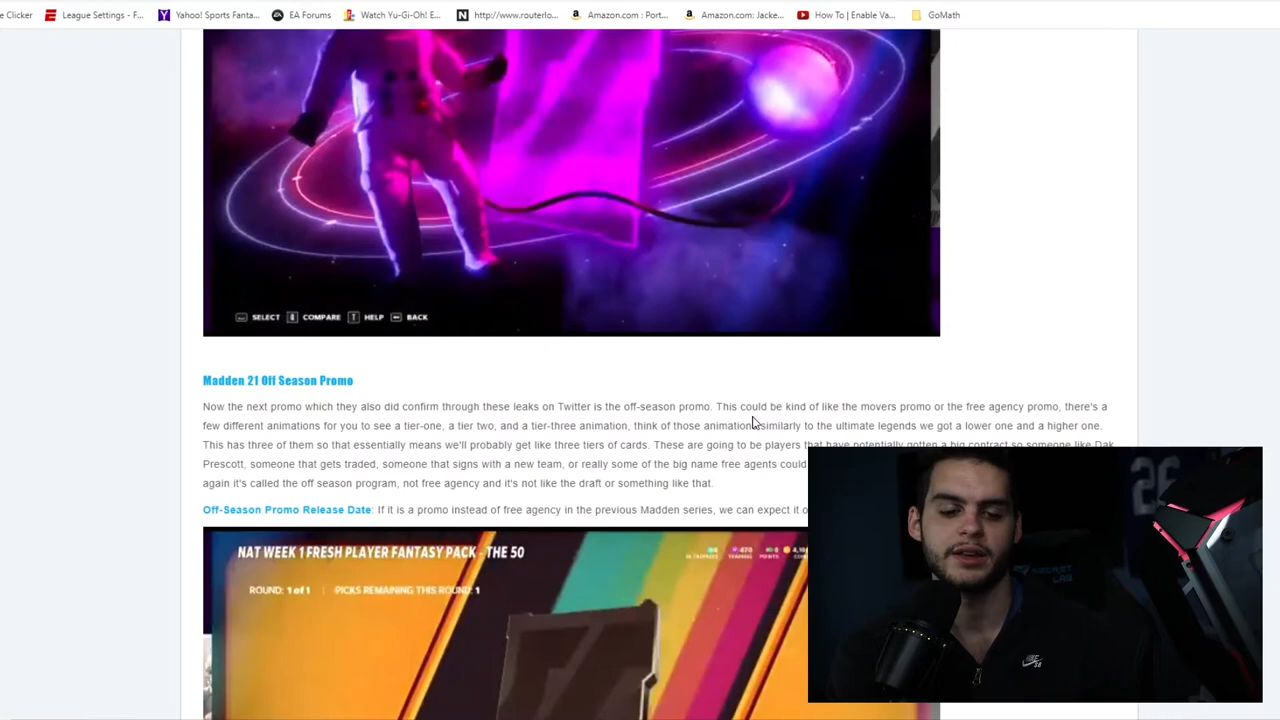 e Clicker League Settings - F... Yahoo! Sports Fanta... EA Forums Watch Yu-Gi-Oh! E... http://www.routerlo... Amazon.com : Port... Amazon.com: Jacke... How To | Enable Va... GoMath
SELECT COMPARE HELP BACK
Madden 21 Off Season Promo
Now the next promo which they also did confirm through these leaks on Twitter is the off-season promo. This could be kind of like the movers promo or the free agency promo, there's a
few different animations for you to see a tier-one, a tier two, and a tier-three animation, think of those animation similarly to the ultimate legends we got a lower one and a higher one.
This has three of them so that essentially means we'll probably get like three tiers of cards. These are going to be players that have potentially gotten a big contract so someone like Dak
Prescott, someone that gets traded, someone that signs with a new team, or really some of the big name free agents could
again it's called the off season program, not free agency and it's not like the draft or something like that.
Off-Season Promo Release Date: If it is a promo instead of free agency in the previous Madden series, we can expect it o
NAT WEEK 1 FRESH PLAYER FANTASY PACK - THE 50
ROUND: 1 of 1 | PICKS REMAINING THIS ROUND: 1
26
SECRET
LAB